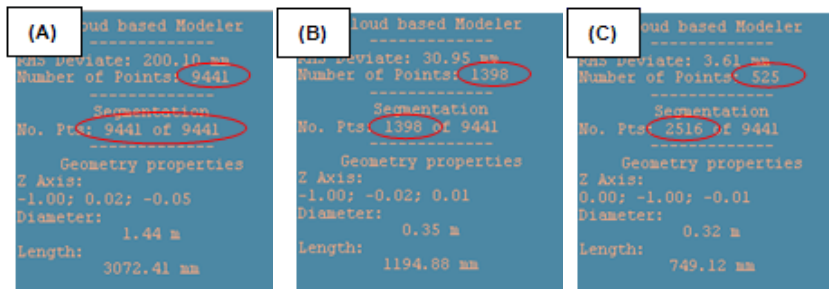 (A)
oud based Modeler
-------------
RMS Deviate: 200.10 mm
Number of Points: 9441
-------------
Segmentation
No. Pts: 9441 of 9441
-------------
Geometry properties
Z Axis:
-1.00; 0.02; -0.05
Diameter:
1.44 m
Length:
3072.41 mm
(B)
loud based Modeler
-------------
RMS Deviate: 30.95 mm
Number of Points: 1398
-------------
Segmentation
No. Pts: 1398 of 9441
-------------
Geometry properties
Z Axis:
-1.00; -0.02; 0.01
Diameter:
0.35 m
Length:
1194.88 mm
(C)
oud based Modeler
-------------
RMS Deviate: 3.61 mm
Number of Points: 525
-------------
Segmentation
No. Pts: 2516 of 9441
-------------
Geometry properties
Z Axis:
0.00; -1.00; -0.01
Diameter:
0.32 m
Length:
749.12 mm